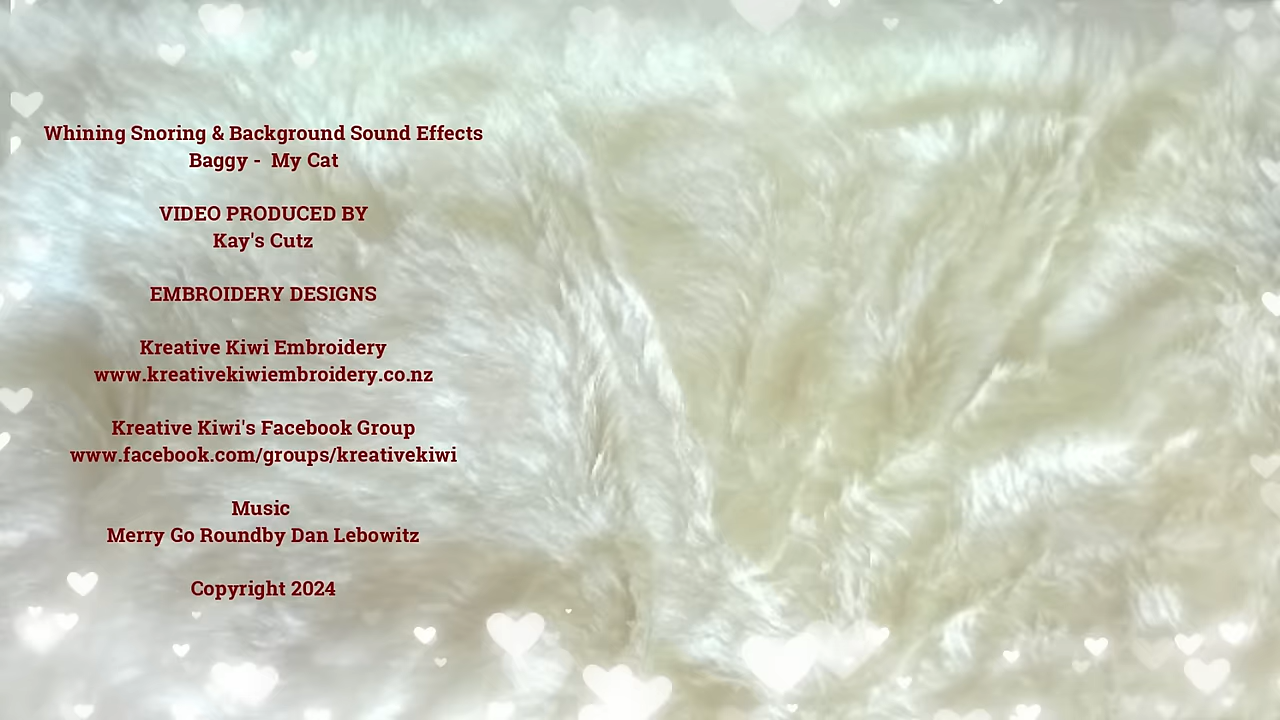 Whining Snoring & Background Sound Effects
Baggy -  My Cat
VIDEO PRODUCED BY
Kay's Cutz
EMBROIDERY DESIGNS
Kreative Kiwi Embroidery
www.kreativekiwiembroidery.co.nz
Kreative Kiwi's Facebook Group
www.facebook.com/groups/kreativekiwi
Music
Merry Go Roundby Dan Lebowitz
Copyright 2024